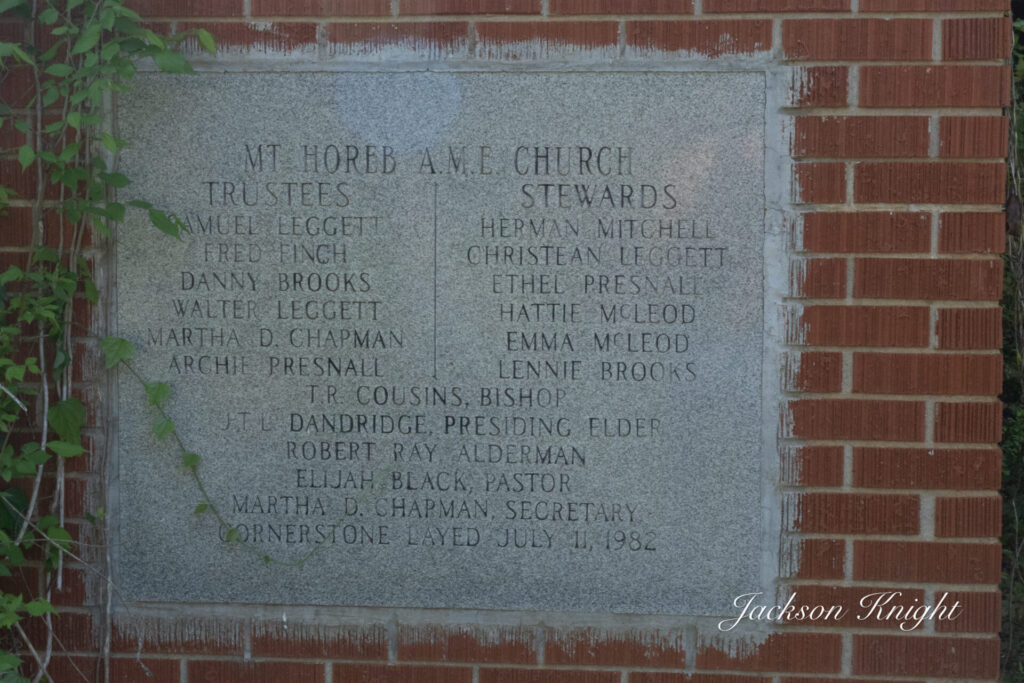 MT HOREB A.M.E. CHURCH
TRUSTEES
SAMUEL LEGGETT
FRED FINCH
DANNY BROOKS
WALTER LEGGETT
MARTHA D. CHAPMAN
ARCHIE PRESNALL
STEWARDS
HERMAN MITCHELL
CHRISTEAN LEGGETT
ETHEL PRESNALL
HATTIE McLEOD
EMMA McLEOD
LENNIE BROOKS
T.R. COUSINS, BISHOP
J.T.L. DANDRIDGE, PRESIDING ELDER
ROBERT RAY ALDERMAN
ELIJAH BLACK, PASTOR
MARTHA D. CHAPMAN, SECRETARY
CORNERSTONE LAYED JULY 11, 1982
Jackson Knight